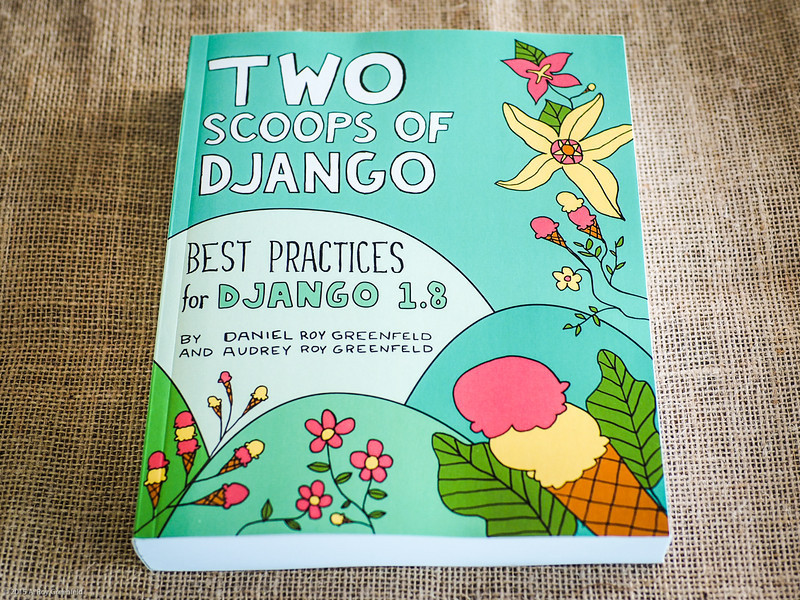 TWO
SCOOPS OF
DJANGO
BEST PRACTICES
for DJANGO 1.8
BY DANIEL ROY GREENFELD
AND AUDREY ROY GREENFELD